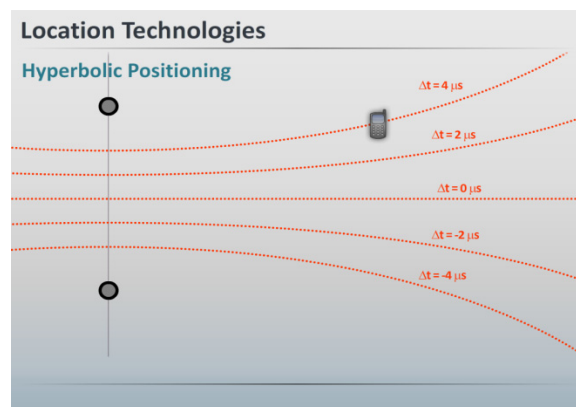 Location Technologies
Hyperbolic Positioning
Δt = 4 μs
Δt = 2 μs
Δt = 0 μs
Δt = -2 μs
Δt = -4 μs